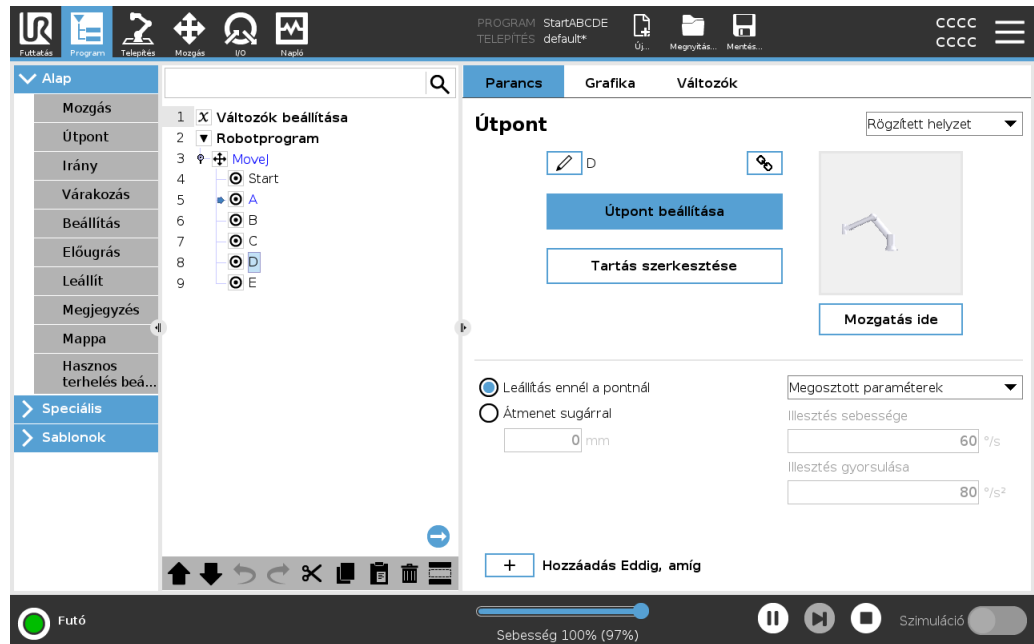 UR
PROGRAM StartABCDE
TELEPÍTÉS default*
cccc
cccc
Futtatás Program Telepítés Mozgás I/O Napló Új... Megnyitás... Mentés...
Alap
Mozgás
Útpont
Irány
Várakozás
Beállítás
Előugrás
Leállít
Megjegyzés
Mappa
Hasznos
terhelés beá...
Speciális
Sablonok
1 X Változók beállítása
2 Robotprogram
3 MoveJ
4 Start
5 A
6 B
7 C
8 D
9 E
Parancs Grafika Változók
Útpont
Rögzített helyzet
D
Útpont beállítása
Tartás szerkesztése
Mozgatás ide
Leállítás ennél a pontnál
Megosztott paraméterek
Átmenet sugárral
Illesztés sebessége
0 mm
60 °/s
Illesztés gyorsulása
80 °/s²
+ Hozzáadás Eddig, amíg
Futó
Sebesség 100% (97%)
Szimuláció